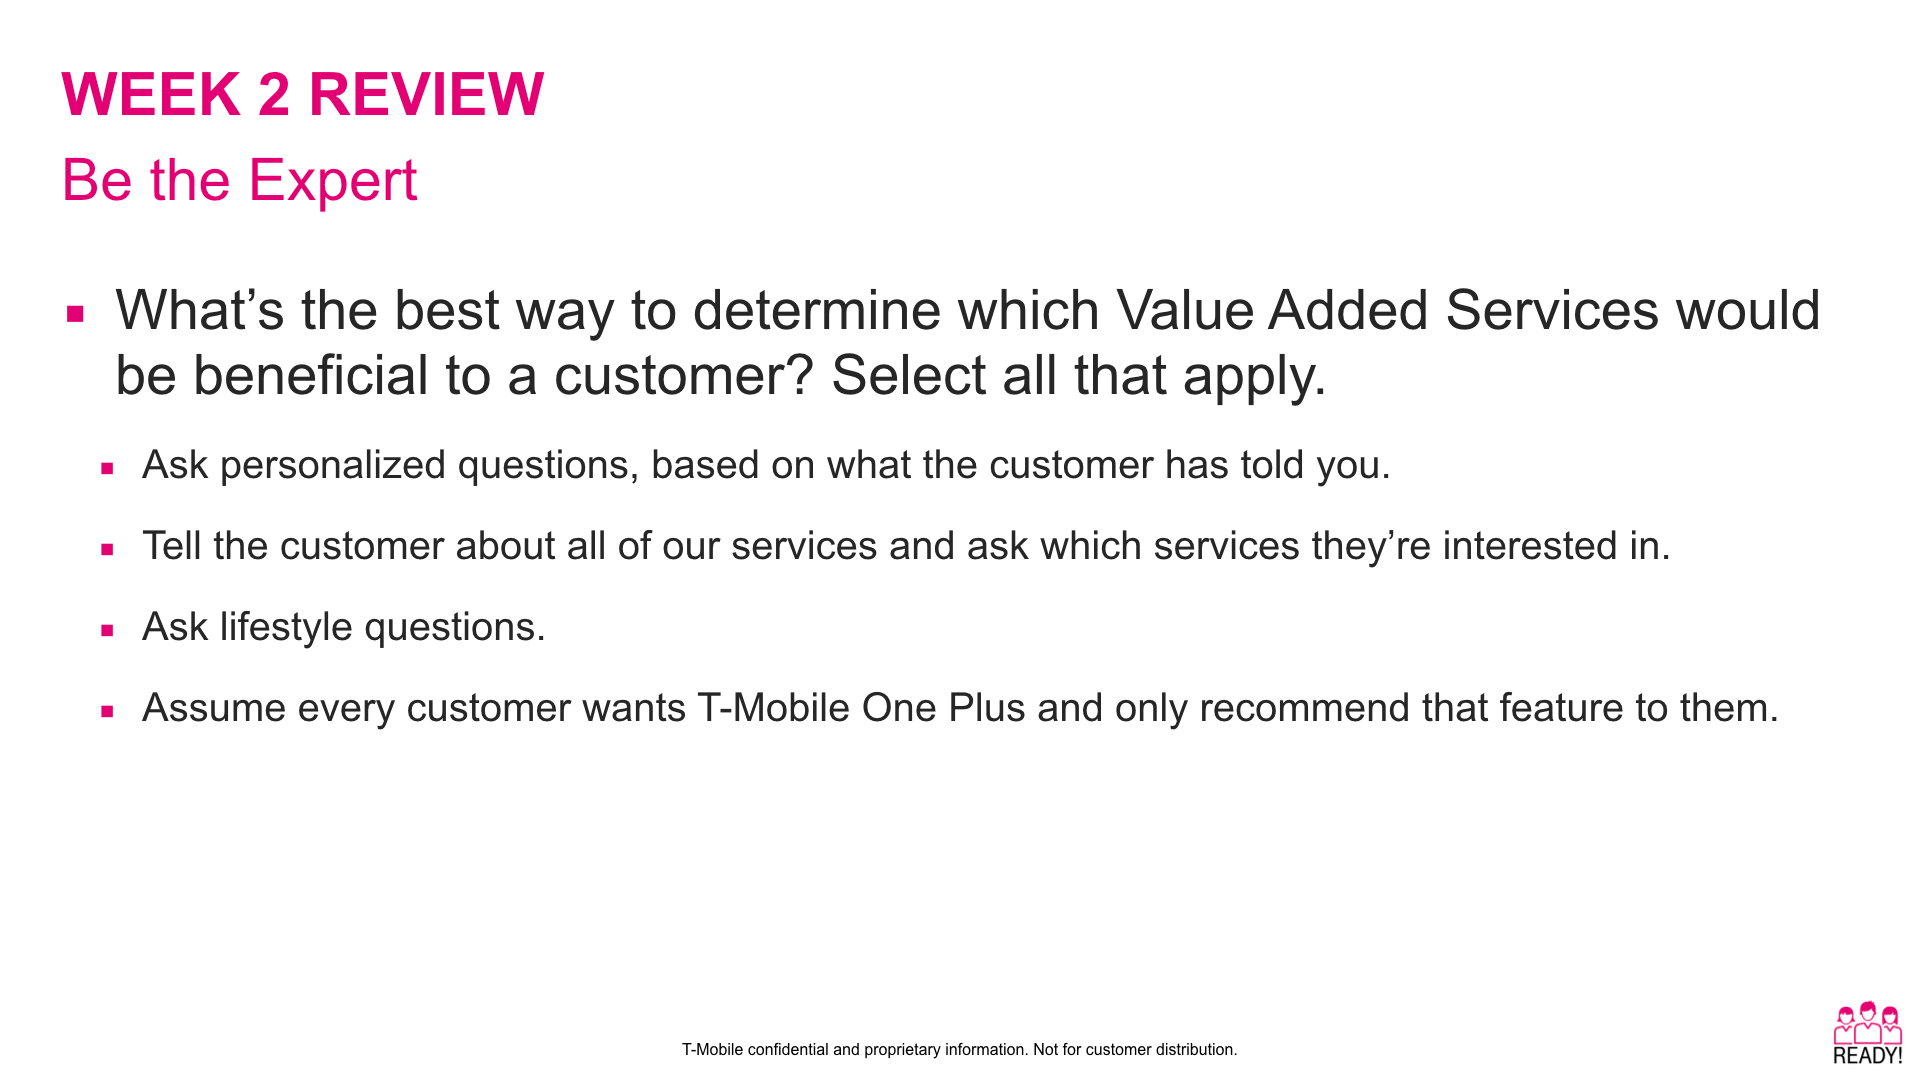 WEEK 2 REVIEW
Be the Expert
What’s the best way to determine which Value Added Services would
be beneficial to a customer? Select all that apply.
Ask personalized questions, based on what the customer has told you.
Tell the customer about all of our services and ask which services they’re interested in.
Ask lifestyle questions.
Assume every customer wants T-Mobile One Plus and only recommend that feature to them.
T-Mobile confidential and proprietary information. Not for customer distribution.
READY!